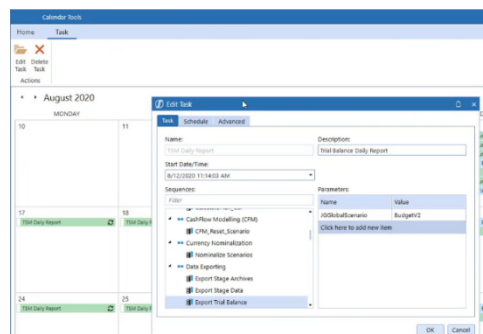 Calendar Tools
Home Task
Edit Task
Delete Task
Actions
August 2020
MONDAY
10 11
17 18
TSM Daily Report TSM Daily Report
24 25
TSM Daily Report TSM Daily Report
Edit Task
Task Schedule Advanced
Name:
TSM Daily Report
Description:
Trial Balance Daily Report
Start Date/Time:
8/12/2020 11:14:03 AM
Sequences:
Filter
CashFlow Modelling (CFM)
CFM_Reset_Scenario
Currency Nominalization
Nominalize Scenarios
Data Exporting
Export Stage Archives
Export Stage Data
Export Trial Balance
Parameters:
Name Value
JGGlobalScenario BudgetV2
Click here to add new item
OK Cancel